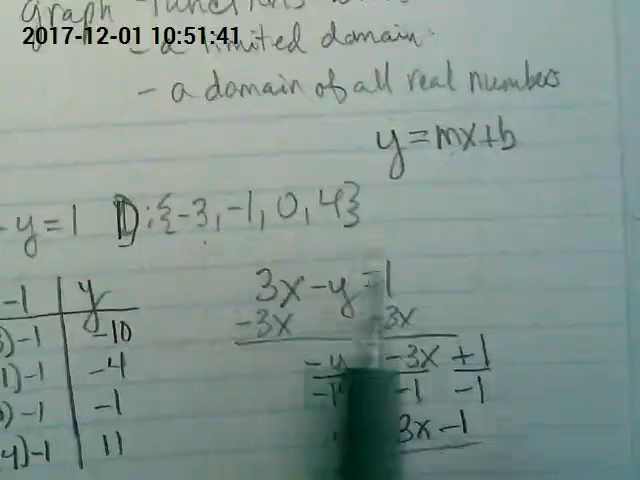 graph functions
2017-12-01 10:51:41
- a limited domain
- a domain of all real numbers
y = mx+b
-y=1 D:{-3,-1,0,4}
3x-y=1
-3x -3x
-y -3x +1
-1 -1 -1
3x-1
-1 | y
)-1 | -10
1)-1 | -4
)-1 | -1
4)-1 | 11